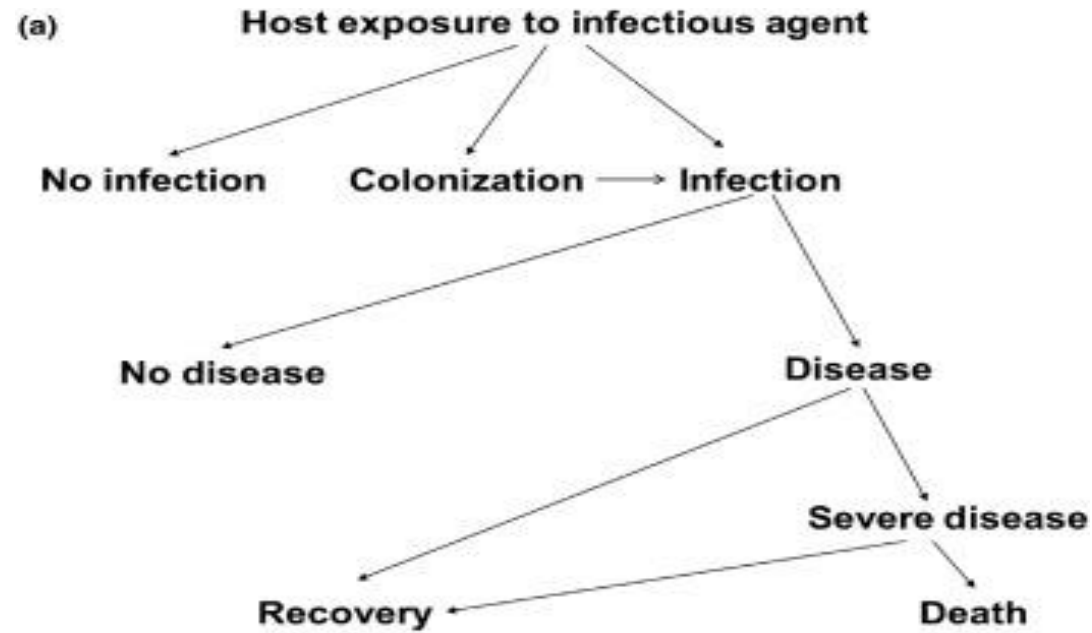 (a) Host exposure to infectious agent
No infection Colonization Infection
No disease Disease
Severe disease
Recovery Death